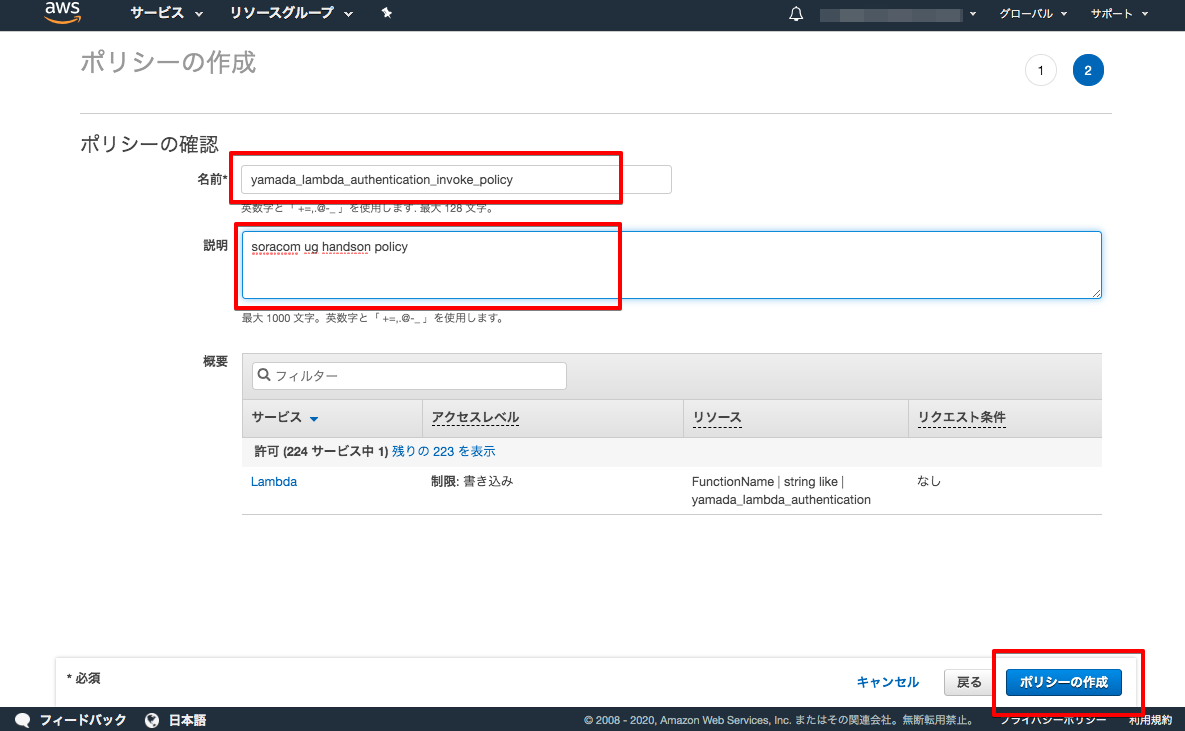 aws サービス リソースグループ グローバル サポート
ポリシーの作成 1 2
ポリシーの確認
名前* yamada_lambda_authentication_invoke_policy
英数字と「 +=,.@-_ 」を使用します. 最大 128 文字。
説明 soracom ug handson policy
最大 1000 文字。英数字と「 +=,.@-_ 」を使用します。
概要 フィルター
サービス アクセスレベル リソース リクエスト条件
許可 (224 サービス中 1) 残りの 223 を表示
Lambda 制限: 書き込み FunctionName | string like | なし
yamada_lambda_authentication
* 必須 キャンセル 戻る ポリシーの作成
フィードバック 日本語 © 2008 - 2020, Amazon Web Services, Inc. またはその関連会社。無断転用禁止。 プライバシーポリシー 利用規約